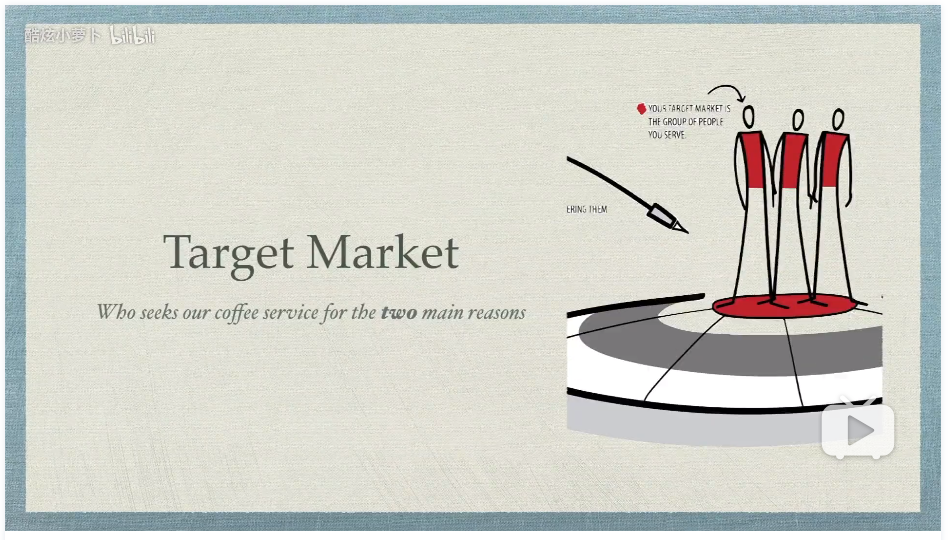 酷炫小萝卜 bilibili
YOUR TARGET MARKET IS
THE GROUP OF PEOPLE
YOU SERVE.
ERING THEM
Target Market
Who seeks our coffee service for the two main reasons